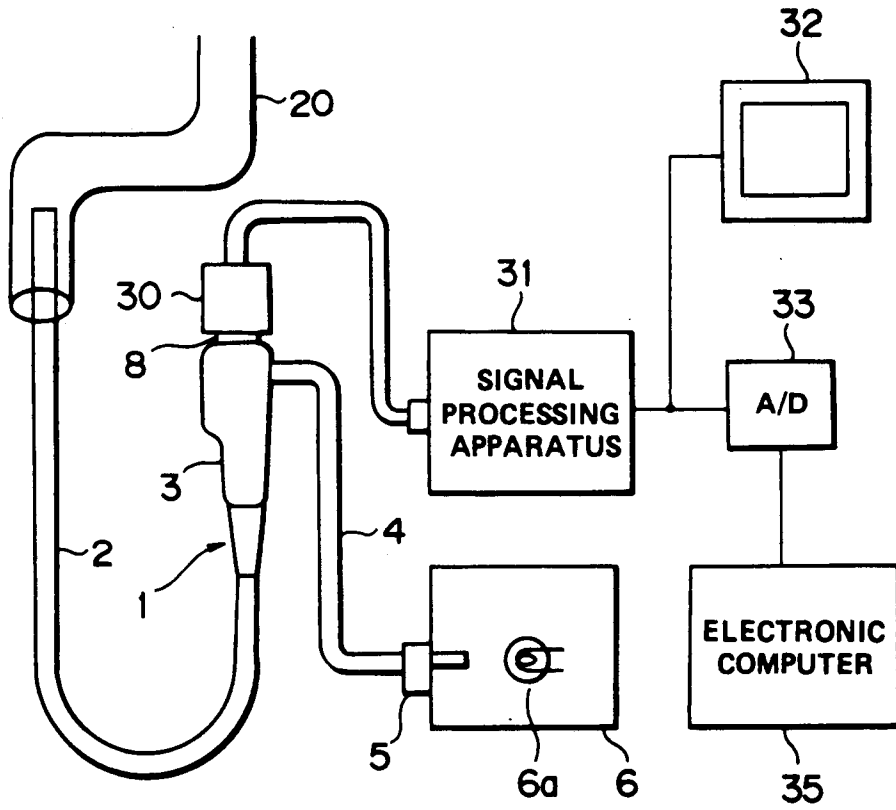 32
20
31
33
30
8
SIGNAL
PROCESSING
APPARATUS
A/D
3
4
2
1
ELECTRONIC
COMPUTER
5
6a
6
35